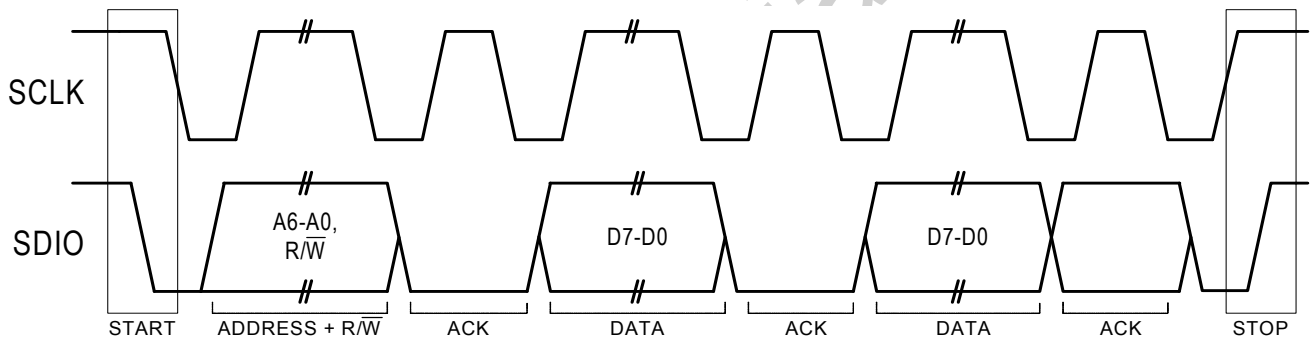 SCLK
SDIO
A6-A0,
R/W̅
D7-D0
D7-D0
START
ADDRESS + R/W̅
ACK
DATA
ACK
DATA
ACK
STOP